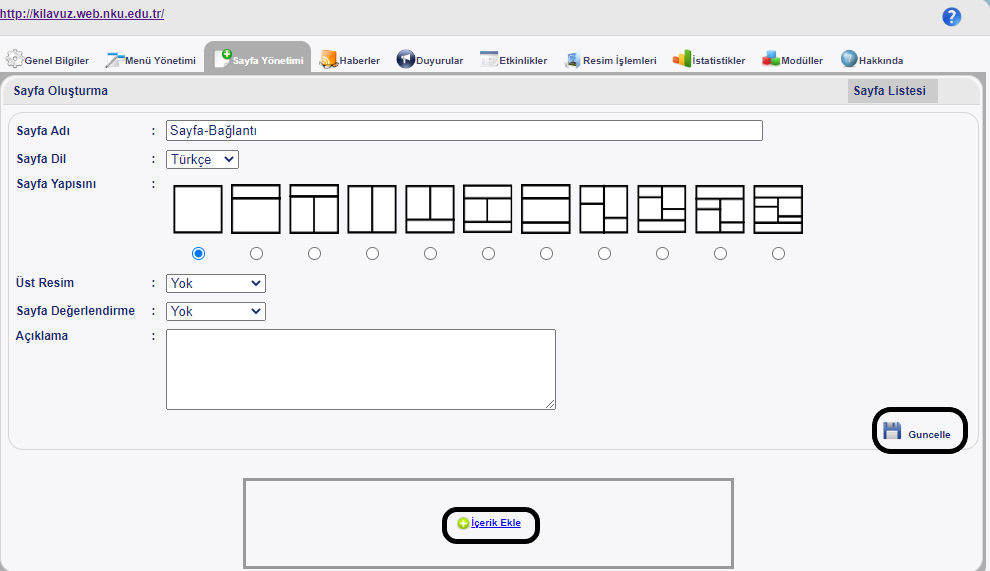 http://kilavuz.web.nku.edu.tr/
?
Genel Bilgiler Menü Yönetimi Sayfa Yönetimi Haberler Duyurular Etkinlikler Resim İşlemleri İstatistikler Modüller Hakkında
Sayfa Oluşturma Sayfa Listesi
Sayfa Adı : Sayfa-Bağlantı
Sayfa Dil : Türkçe
Sayfa Yapısını :
Üst Resim : Yok
Sayfa Değerlendirme : Yok
Açıklama :
Guncelle
İçerik Ekle